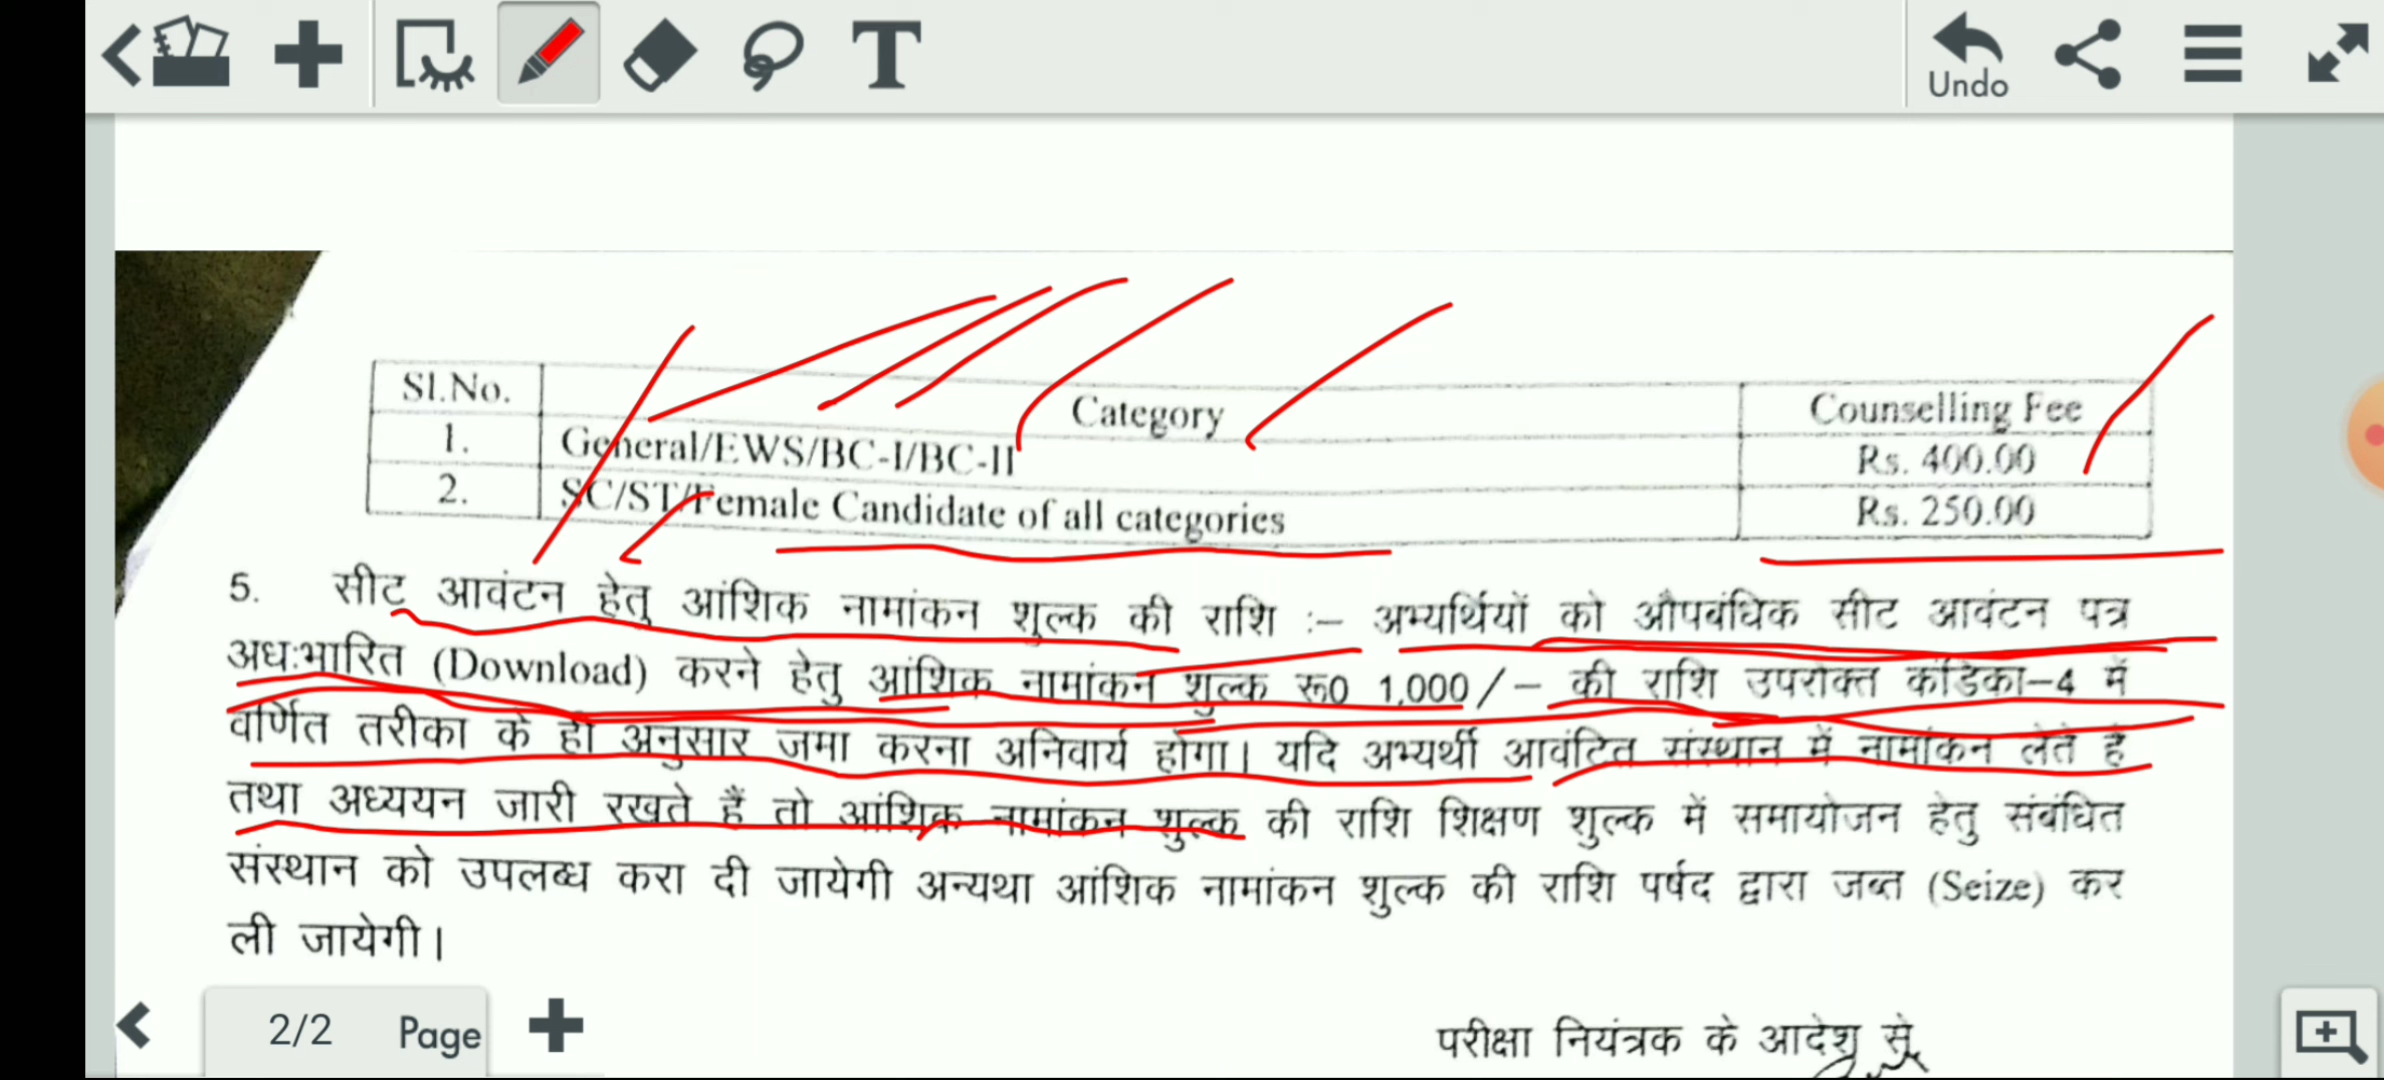 Undo
Sl.No. Category Counselling Fee
1. General/EWS/BC-I/BC-II Rs. 400.00
2. SC/ST/Female Candidate of all categories Rs. 250.00
5. सीट आवंटन हेतु आंशिक नामांकन शुल्क की राशि :– अभ्यर्थियों को औपबंधिक सीट आवंटन पत्र
अधःभारित (Download) करने हेतु आंशिक नामांकन शुल्क रू0 1,000/– की राशि उपरोक्त कंडिका–4 में
वर्णित तरीका के ही अनुसार जमा करना अनिवार्य होगा। यदि अभ्यर्थी आवंटित संस्थान में नामांकन लेते है
तथा अध्ययन जारी रखते हैं तो आंशिक नामांकन शुल्क की राशि शिक्षण शुल्क में समायोजन हेतु संबंधित
संस्थान को उपलब्ध करा दी जायेगी अन्यथा आंशिक नामांकन शुल्क की राशि पर्षद द्वारा जब्त (Seize) कर
ली जायेगी।
परीक्षा नियंत्रक के आदेश से,
2/2 Page